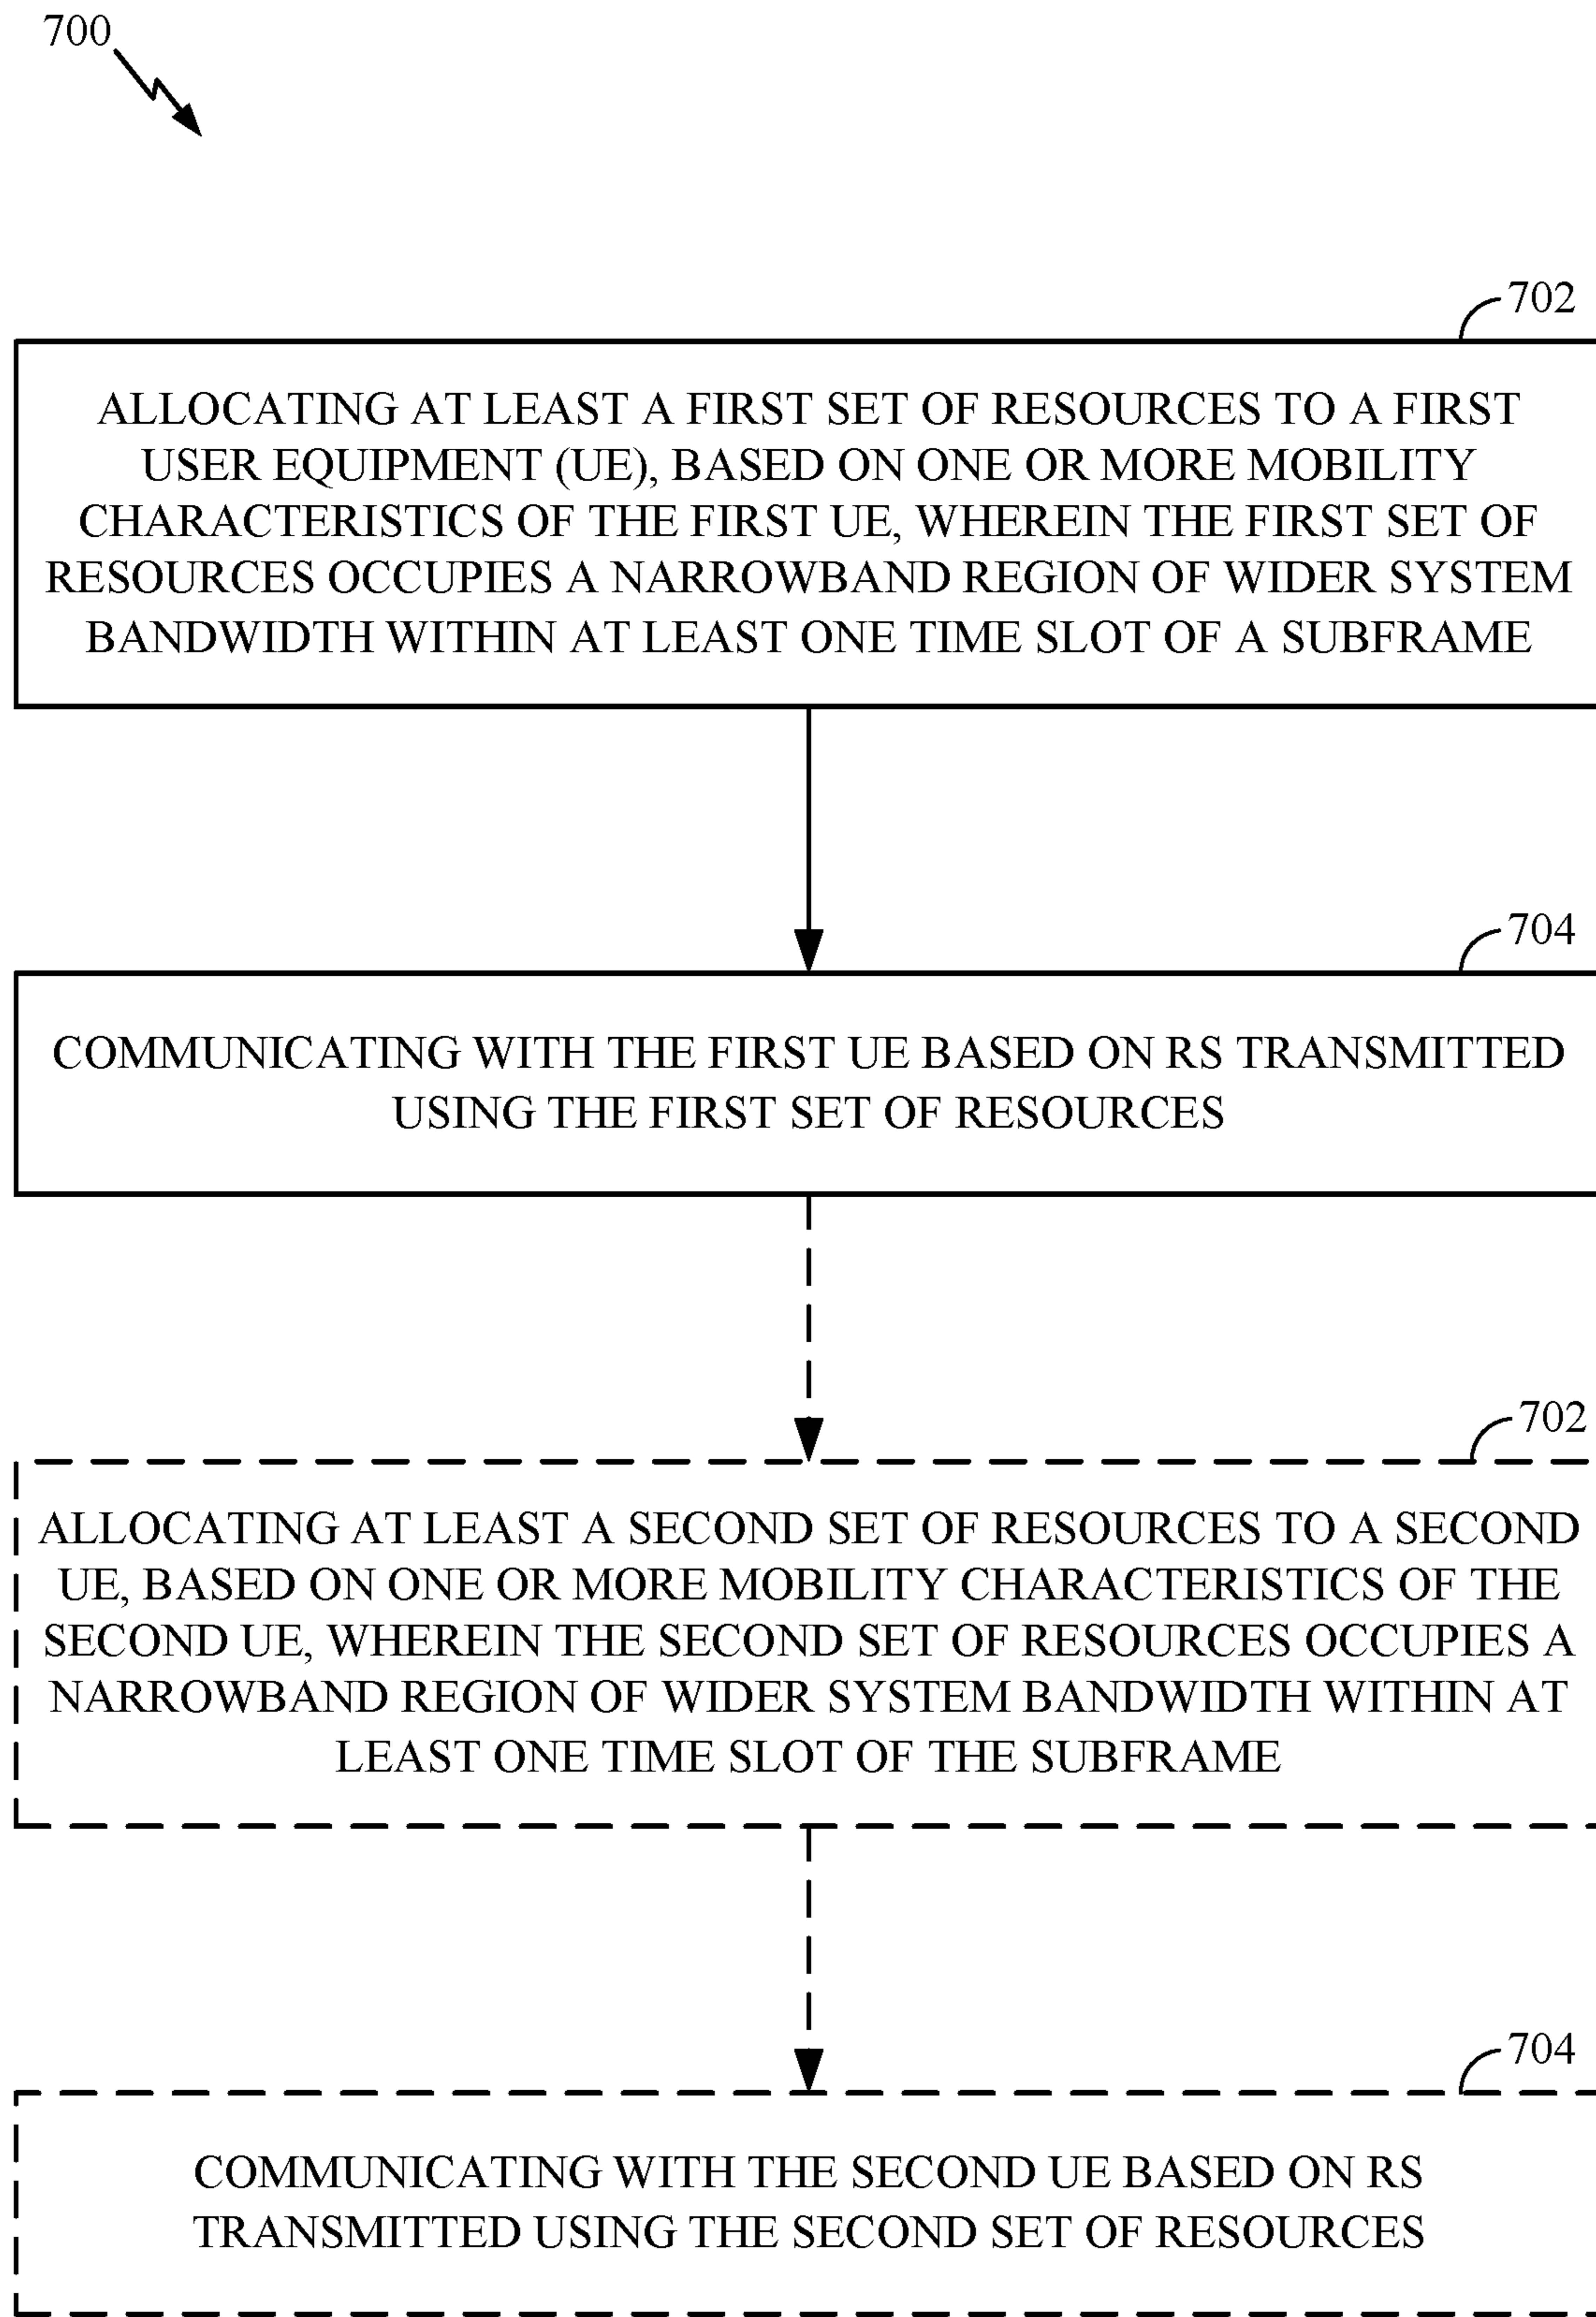 700
702
ALLOCATING AT LEAST A FIRST SET OF RESOURCES TO A FIRST
USER EQUIPMENT (UE), BASED ON ONE OR MORE MOBILITY
CHARACTERISTICS OF THE FIRST UE, WHEREIN THE FIRST SET OF
RESOURCES OCCUPIES A NARROWBAND REGION OF WIDER SYSTEM
BANDWIDTH WITHIN AT LEAST ONE TIME SLOT OF A SUBFRAME
704
COMMUNICATING WITH THE FIRST UE BASED ON RS TRANSMITTED
USING THE FIRST SET OF RESOURCES
702
ALLOCATING AT LEAST A SECOND SET OF RESOURCES TO A SECOND
UE, BASED ON ONE OR MORE MOBILITY CHARACTERISTICS OF THE
SECOND UE, WHEREIN THE SECOND SET OF RESOURCES OCCUPIES A
NARROWBAND REGION OF WIDER SYSTEM BANDWIDTH WITHIN AT
LEAST ONE TIME SLOT OF THE SUBFRAME
704
COMMUNICATING WITH THE SECOND UE BASED ON RS
TRANSMITTED USING THE SECOND SET OF RESOURCES